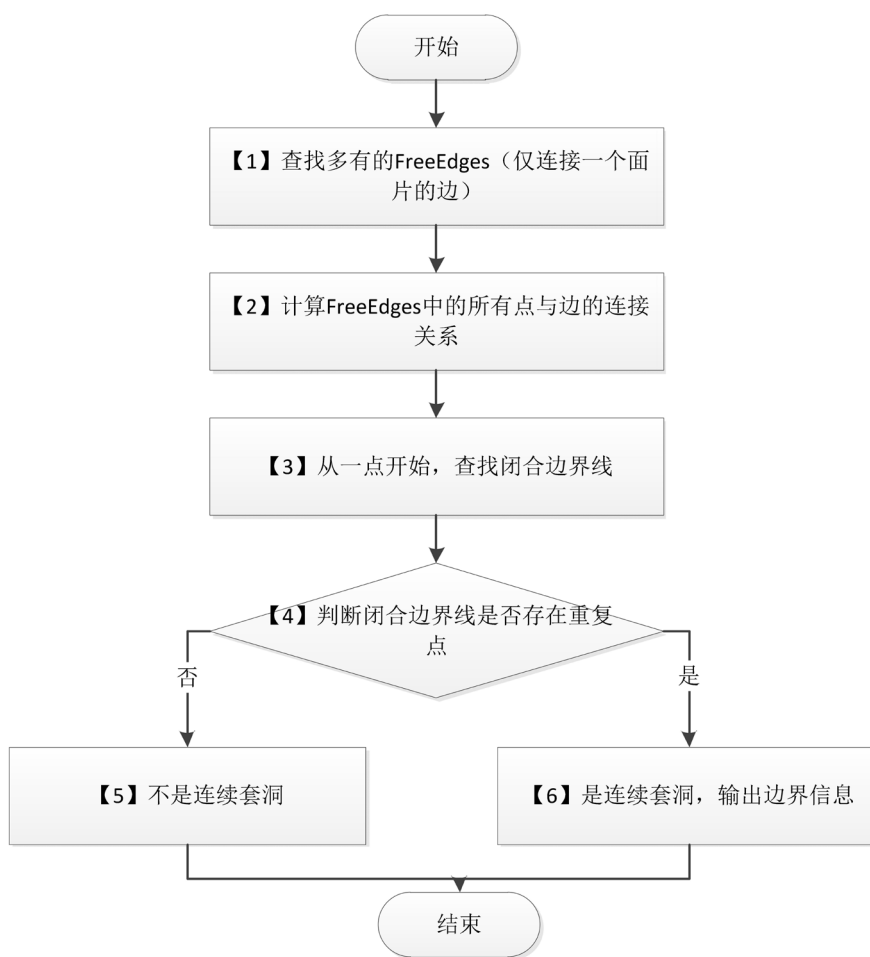 开始
【1】查找多有的FreeEdges（仅连接一个面
片的边）
【2】计算FreeEdges中的所有点与边的连接
关系
【3】从一点开始，查找闭合边界线
【4】判断闭合边界线是否存在重复
点
否
是
【5】不是连续套洞
【6】是连续套洞，输出边界信息
结束